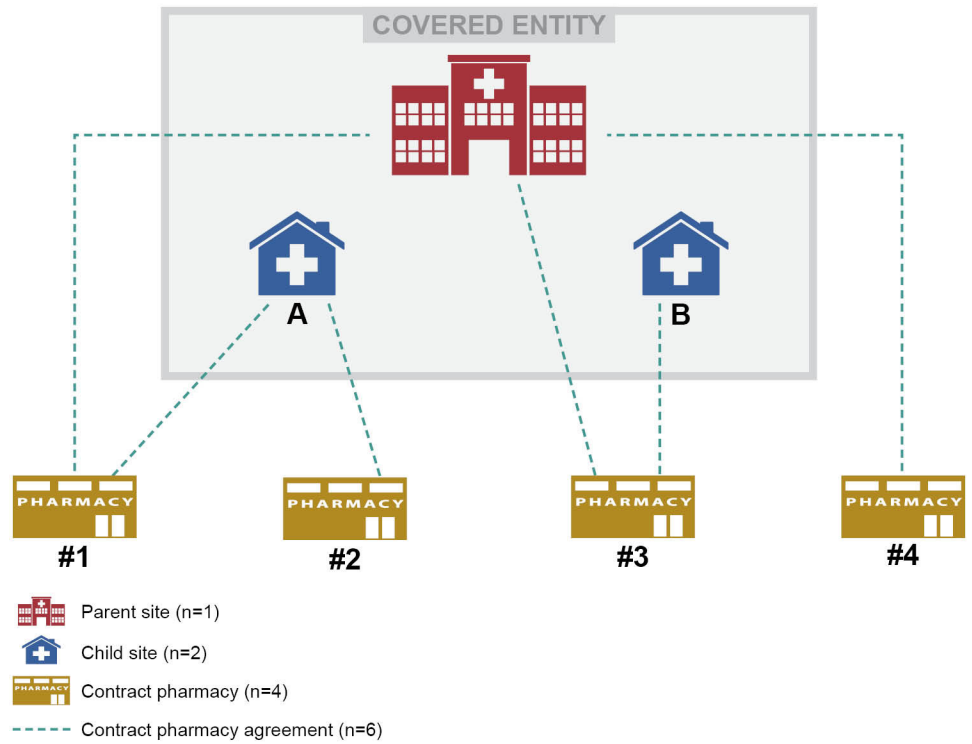 COVERED ENTITY
A
B
PHARMACY
PHARMACY
PHARMACY
PHARMACY
#1
#2
#3
#4
Parent site (n=1)
Child site (n=2)
PHARMACY
Contract pharmacy (n=4)
Contract pharmacy agreement (n=6)